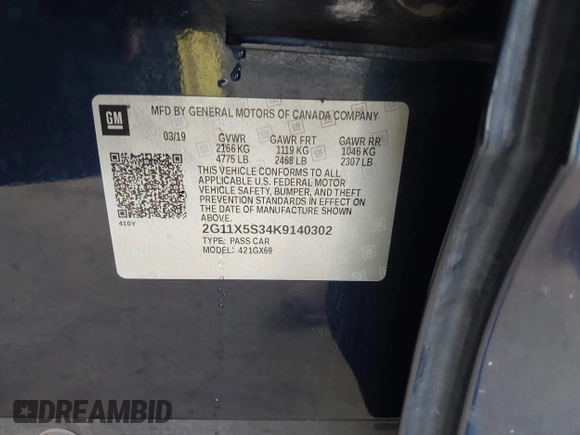 GM
MFD BY GENERAL MOTORS OF CANADA COMPANY
03/19 GVWR GAWR FRT GAWR RR
2166 KG 1119 KG 1046 KG
4775 LB 2468 LB 2307 LB
THIS VEHICLE CONFORMS TO ALL
APPLICABLE U.S. FEDERAL MOTOR
VEHICLE SAFETY, BUMPER, AND THEFT
PREVENTION STANDARDS IN EFFECT ON
THE DATE OF MANUFACTURE SHOWN
ABOVE.
410Y
2G11X5S34K9140302
TYPE: PASS CAR
MODEL: 421GX69
DREAMBID